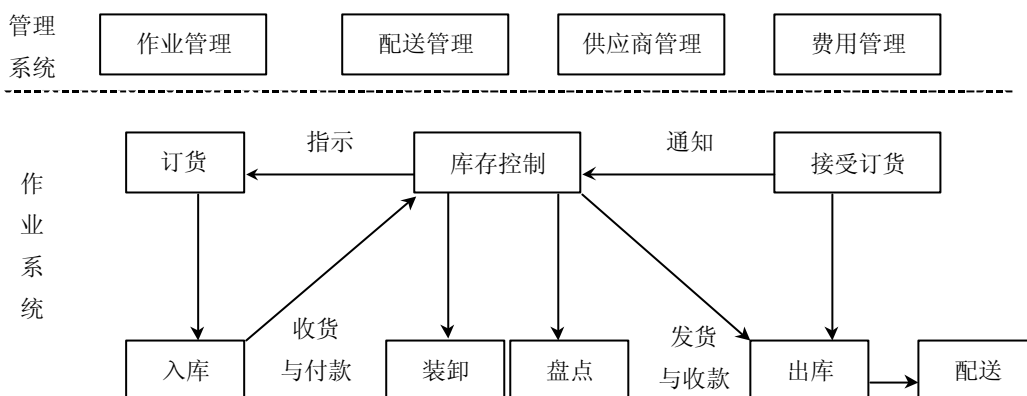 管理
系统
作业管理
配送管理
供应商管理
费用管理
订货
指示
库存控制
通知
接受订货
作
业
系
统
入库
收货
与付款
装卸
盘点
发货
与收款
出库
配送